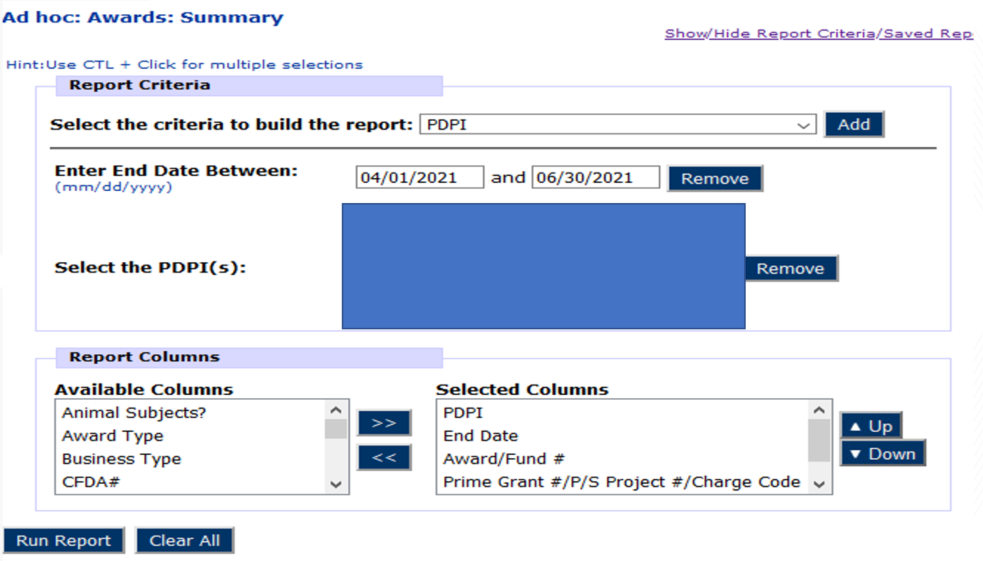 Ad hoc: Awards: Summary
Show/Hide Report Criteria/Saved Rep
Hint:Use CTL + Click for multiple selections
Report Criteria
Select the criteria to build the report: PDPI Add
Enter End Date Between: 04/01/2021 and 06/30/2021 Remove
(mm/dd/yyyy)
Select the PDPI(s): Remove
Report Columns
Available Columns Selected Columns
Animal Subjects? >> PDPI ▲ Up
Award Type End Date
Business Type << Award/Fund # ▼ Down
CFDA# Prime Grant #/P/S Project #/Charge Code
Run Report Clear All